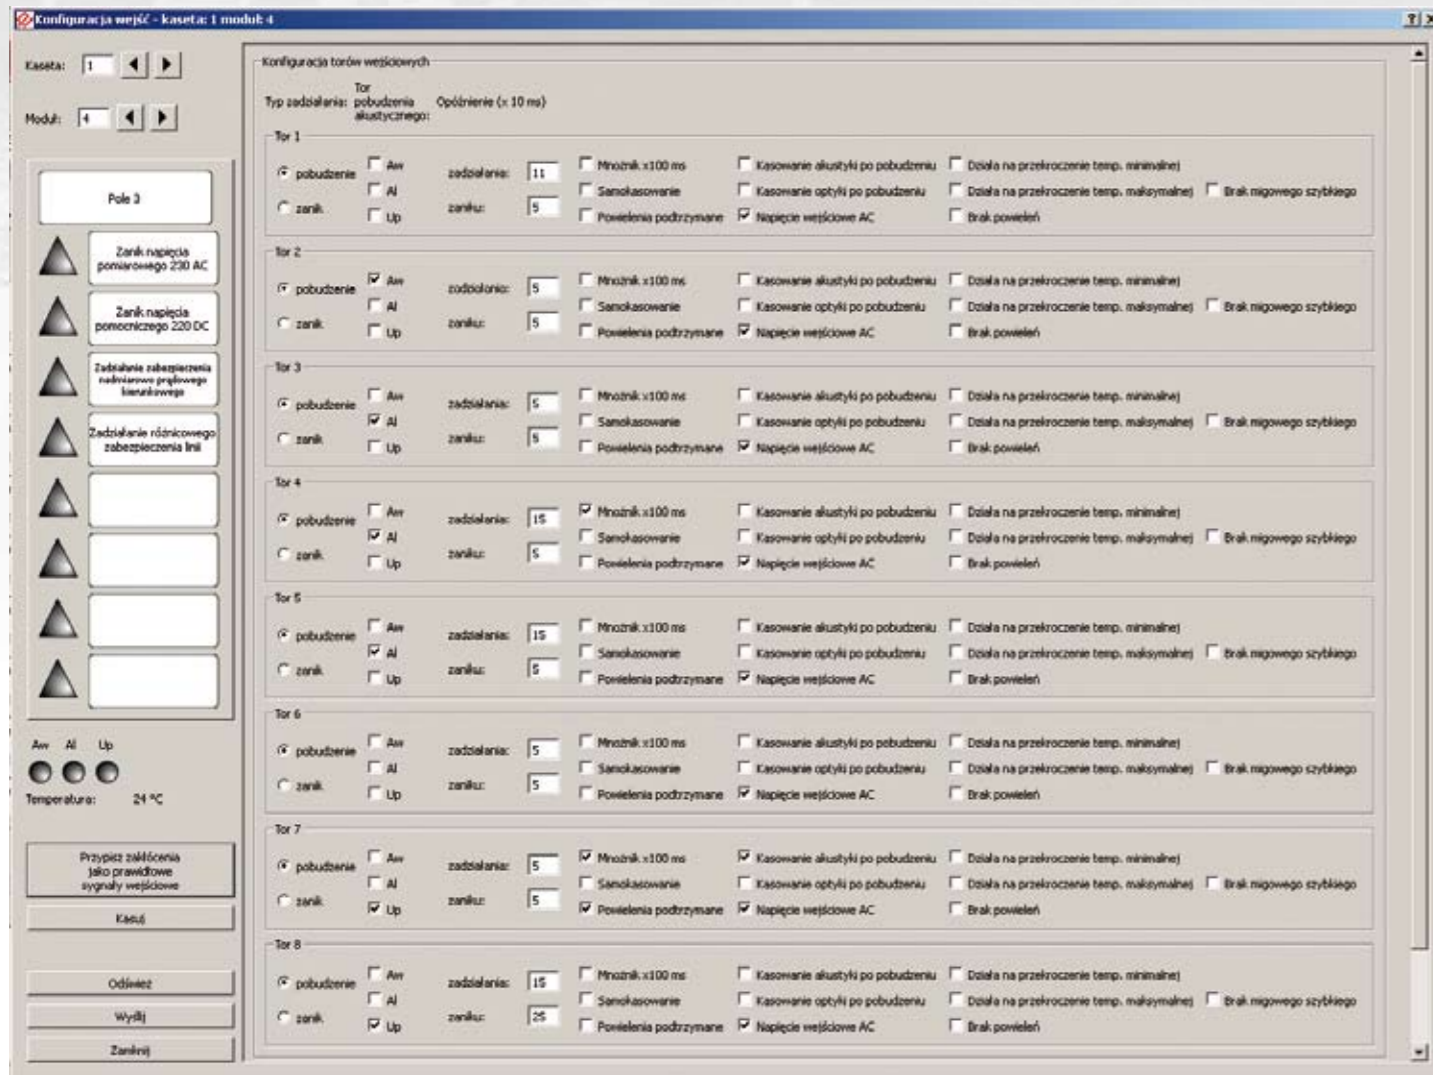 Konfiguracja wejść - kaseta: 1 moduł: 4
Kaseta: 1
Moduł: 4
Pole 3
Zanik napięcia
pomiarowego 230 AC
Zanik napięcia
pomocniczego 220 DC
Zadziałanie zabezpieczenia
nadmiarowo prądowego
kierunkowego
Zadziałanie różnicowego
zabezpieczenia linii
Aw Al Up
Temperatura: 24 °C
Przypisz zakłócenia
jako prawidłowe
sygnały wejściowe
Kasuj
Odśwież
Wyślij
Zamknij
Konfiguracja torów wejściowych
Typ zadziałania: Tor pobudzenia akustycznego: Opóźnienie (x 10 ms)
Tor 1
pobudzenie Aw zadziałania: 11 Mnożnik x100 ms Kasowanie akustyki po pobudzeniu Działa na przekroczenie temp. minimalnej
Al Samokasowanie Kasowanie optyki po pobudzeniu Działa na przekroczenie temp. maksymalnej Brak migowego szybkiego
zanik Up zaniku: 5 Powielenia podtrzymane Napięcie wejściowe AC Brak powieleń
Tor 2
pobudzenie Aw zadziałania: 5 Mnożnik x100 ms Kasowanie akustyki po pobudzeniu Działa na przekroczenie temp. minimalnej
Al Samokasowanie Kasowanie optyki po pobudzeniu Działa na przekroczenie temp. maksymalnej Brak migowego szybkiego
zanik Up zaniku: 5 Powielenia podtrzymane Napięcie wejściowe AC Brak powieleń
Tor 3
pobudzenie Aw zadziałania: 5 Mnożnik x100 ms Kasowanie akustyki po pobudzeniu Działa na przekroczenie temp. minimalnej
Al Samokasowanie Kasowanie optyki po pobudzeniu Działa na przekroczenie temp. maksymalnej Brak migowego szybkiego
zanik Up zaniku: 5 Powielenia podtrzymane Napięcie wejściowe AC Brak powieleń
Tor 4
pobudzenie Aw zadziałania: 15 Mnożnik x100 ms Kasowanie akustyki po pobudzeniu Działa na przekroczenie temp. minimalnej
Al Samokasowanie Kasowanie optyki po pobudzeniu Działa na przekroczenie temp. maksymalnej Brak migowego szybkiego
zanik Up zaniku: 5 Powielenia podtrzymane Napięcie wejściowe AC Brak powieleń
Tor 5
pobudzenie Aw zadziałania: 15 Mnożnik x100 ms Kasowanie akustyki po pobudzeniu Działa na przekroczenie temp. minimalnej
Al Samokasowanie Kasowanie optyki po pobudzeniu Działa na przekroczenie temp. maksymalnej Brak migowego szybkiego
zanik Up zaniku: 5 Powielenia podtrzymane Napięcie wejściowe AC Brak powieleń
Tor 6
pobudzenie Aw zadziałania: 5 Mnożnik x100 ms Kasowanie akustyki po pobudzeniu Działa na przekroczenie temp. minimalnej
Al Samokasowanie Kasowanie optyki po pobudzeniu Działa na przekroczenie temp. maksymalnej Brak migowego szybkiego
zanik Up zaniku: 5 Powielenia podtrzymane Napięcie wejściowe AC Brak powieleń
Tor 7
pobudzenie Aw zadziałania: 5 Mnożnik x100 ms Kasowanie akustyki po pobudzeniu Działa na przekroczenie temp. minimalnej
Al Samokasowanie Kasowanie optyki po pobudzeniu Działa na przekroczenie temp. maksymalnej Brak migowego szybkiego
zanik Up zaniku: 5 Powielenia podtrzymane Napięcie wejściowe AC Brak powieleń
Tor 8
pobudzenie Aw zadziałania: 15 Mnożnik x100 ms Kasowanie akustyki po pobudzeniu Działa na przekroczenie temp. minimalnej
Al Samokasowanie Kasowanie optyki po pobudzeniu Działa na przekroczenie temp. maksymalnej Brak migowego szybkiego
zanik Up zaniku: 25 Powielenia podtrzymane Napięcie wejściowe AC Brak powieleń